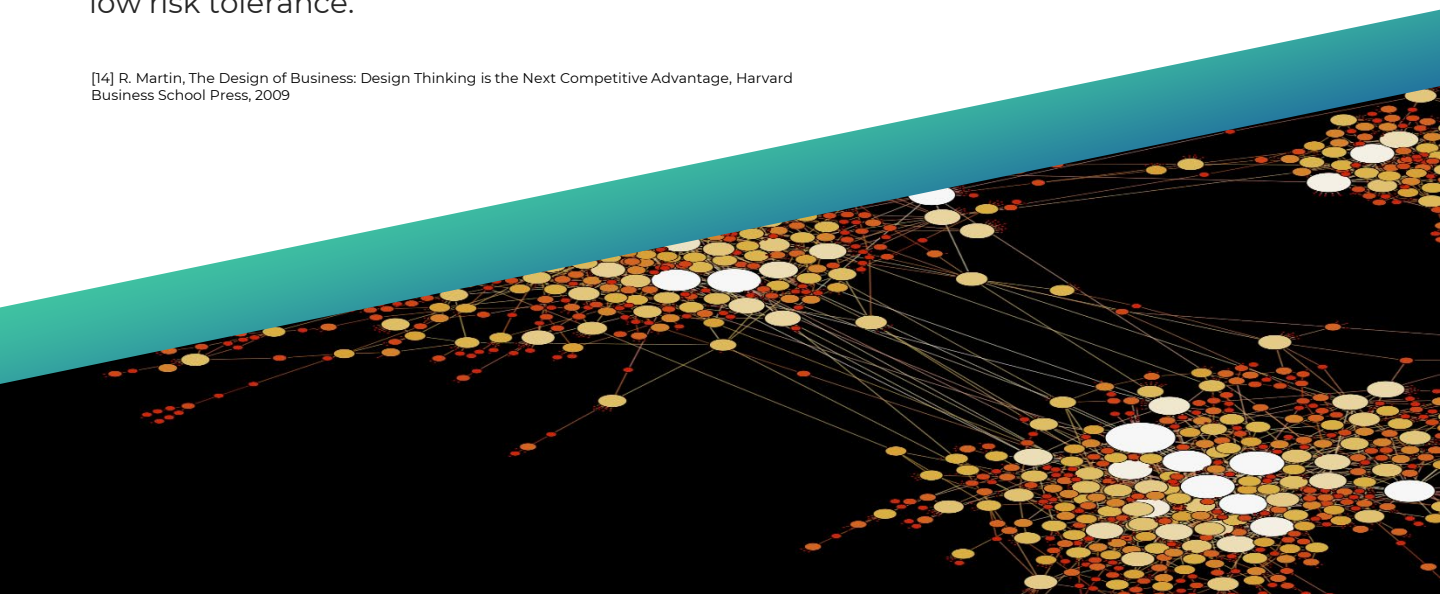 low risk tolerance.
[14] R. Martin, The Design of Business: Design Thinking is the Next Competitive Advantage, Harvard
Business School Press, 2009